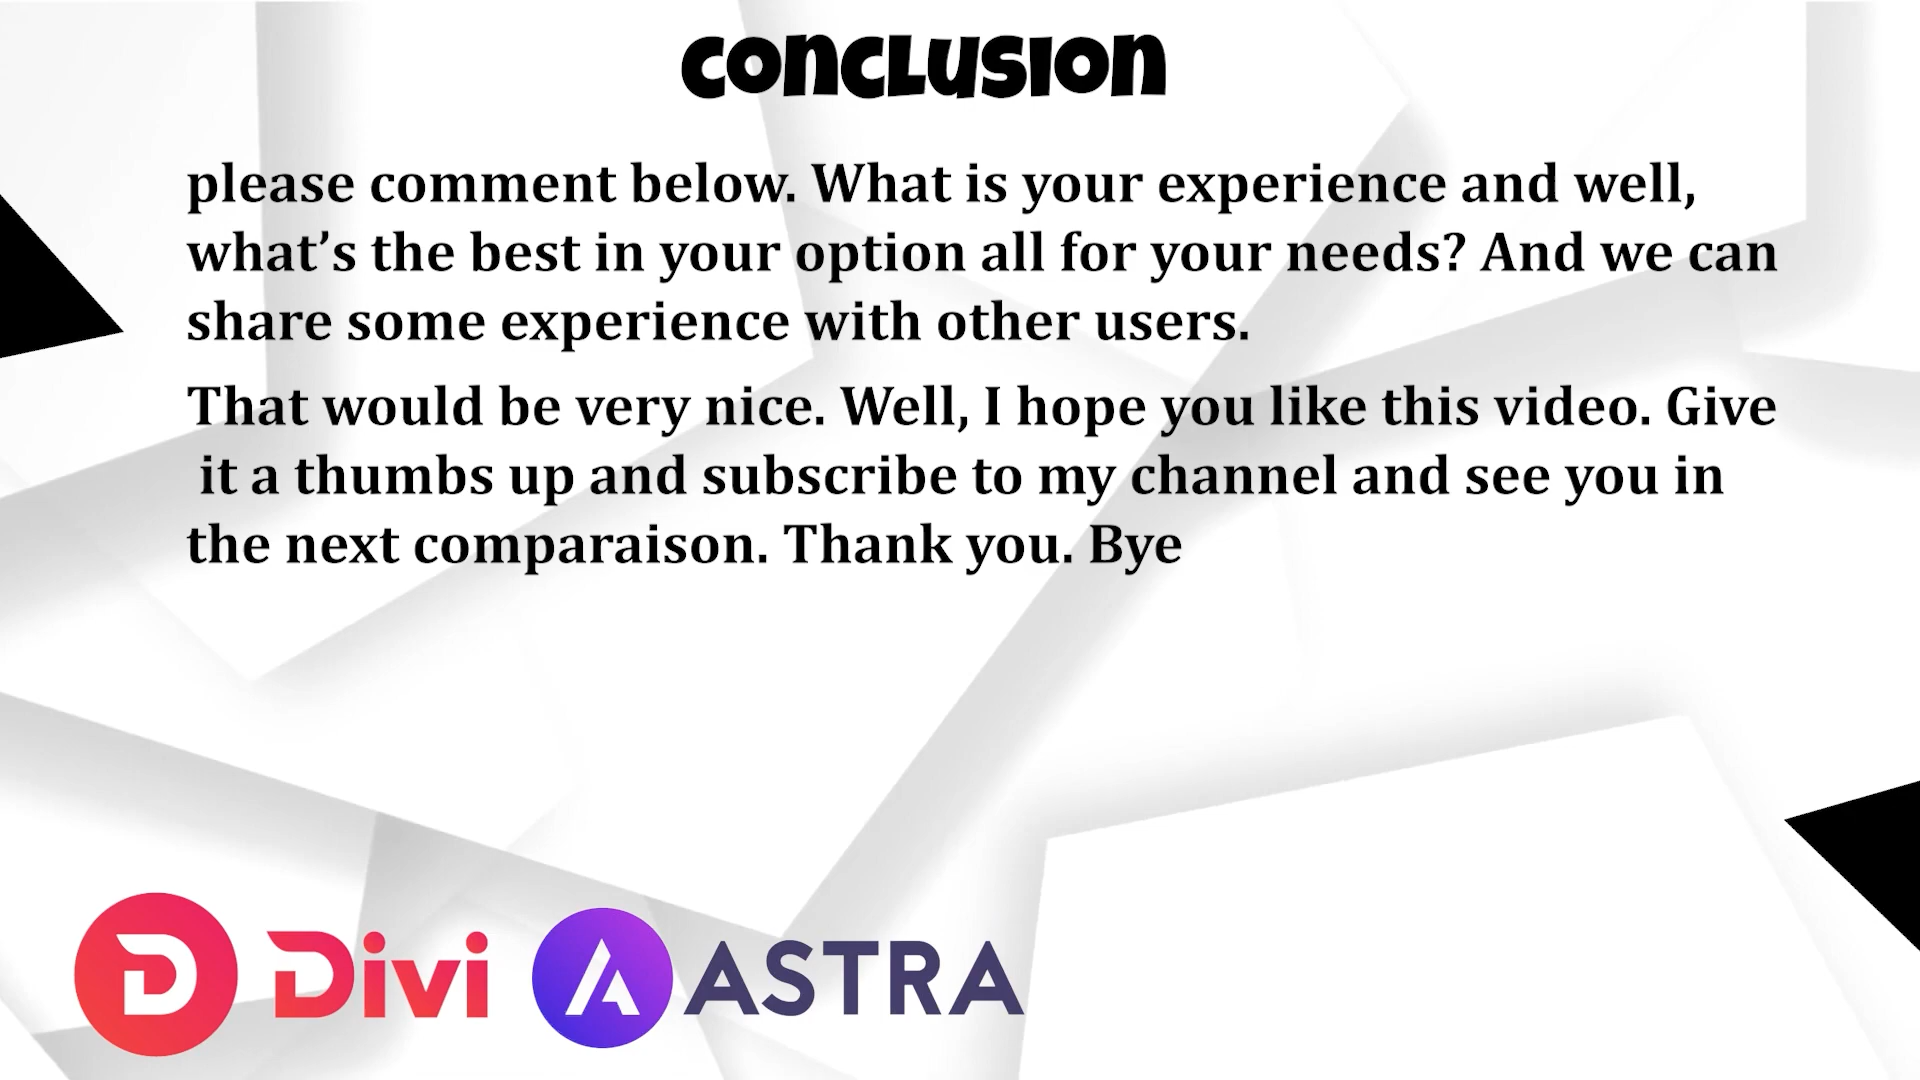 CONCLUSION
please comment below. What is your experience and well,
what’s the best in your option all for your needs? And we can
share some experience with other users.
That would be very nice. Well, I hope you like this video. Give
it a thumbs up and subscribe to my channel and see you in
the next comparaison. Thank you. Bye
D Divi A ASTRA